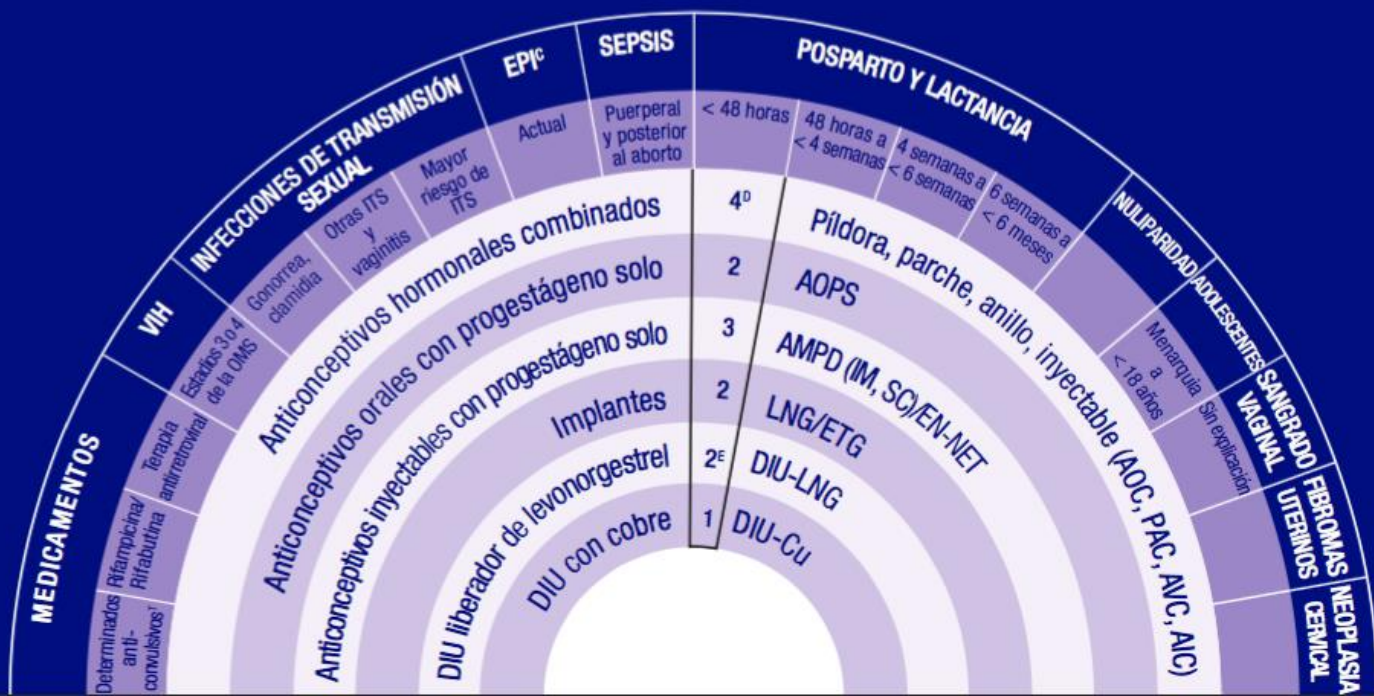 MEDICAMENTOS
Determinados
anti-
convulsivosᵀ
Rifampicina/
Rifabutina
Terapia
antirretroviral
VIH
Estadios 3 o 4
de la OMS
INFECCIONES DE TRANSMISIÓN
SEXUAL
Gonorrea,
clamidia
Otras ITS
y
vaginitis
Mayor
riesgo de
ITS
EPIᶜ
Actual
SEPSIS
Puerperal
y posterior
al aborto
POSPARTO Y LACTANCIA
< 48 horas
48 horas a
< 4 semanas
4 semanas a
< 6 semanas
6 semanas a
< 6 meses
NULIPARIDAD
ADOLESCENTES
Menarquia
a
< 18 años
SANGRADO
VAGINAL
Sin explicación
FIBROMAS
UTERINOS
NEOPLASIA
CERVICAL
Anticonceptivos hormonales combinados
4ᴰ
Píldora, parche, anillo, inyectable (AOC, PAC, AVC, AIC)
Anticonceptivos orales con progestágeno solo
2
AOPS
Anticonceptivos inyectables con progestágeno solo
3
AMPD (IM, SC)/EN-NET
Implantes
2
LNG/ETG
DIU liberador de levonorgestrel
2ᴱ
DIU-LNG
DIU con cobre
1
DIU-Cu